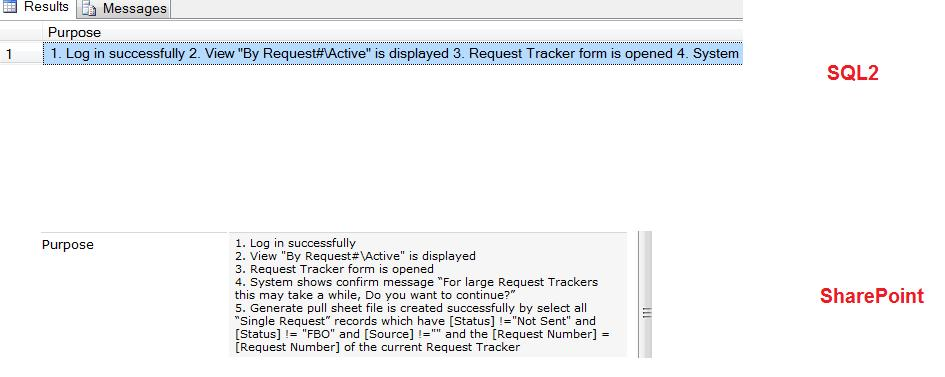 Results Messages
Purpose
1 1. Log in successfully 2. View "By Request#\Active" is displayed 3. Request Tracker form is opened 4. System
SQL2
Purpose
1. Log in successfully
2. View "By Request#\Active" is displayed
3. Request Tracker form is opened
4. System shows confirm message “For large Request Trackers
this may take a while, Do you want to continue?”
5. Generate pull sheet file is created successfully by select all
“Single Request” records which have [Status] !="Not Sent" and
[Status] != "FBO" and [Source] !="" and the [Request Number] =
[Request Number] of the current Request Tracker
SharePoint